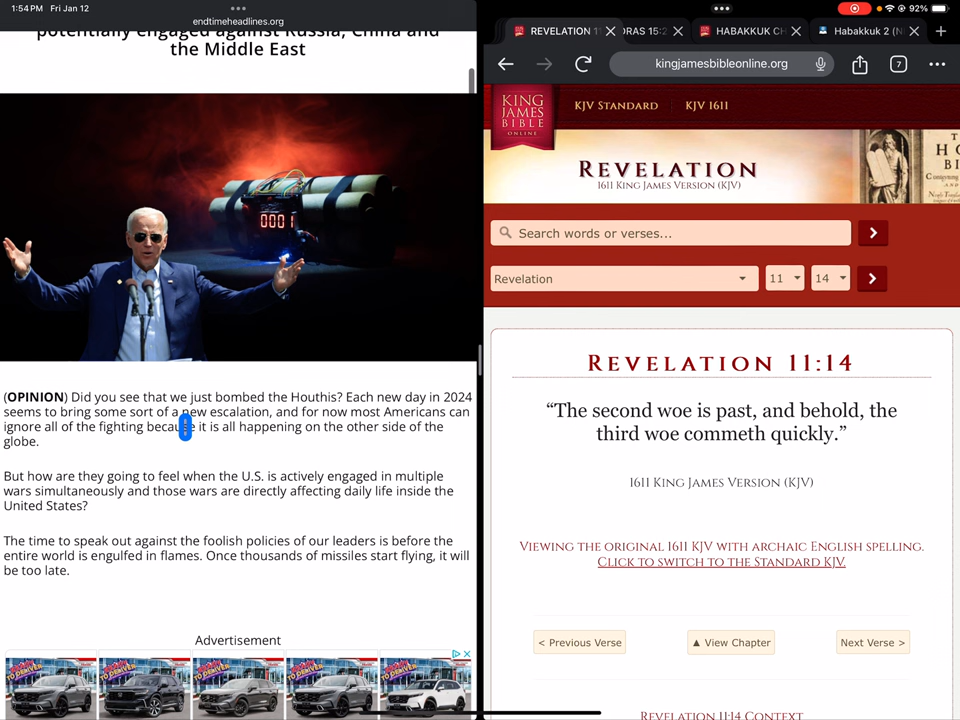 1:54 PM Fri Jan 12
endtimeheadlines.org
potentially engaged against Russia, China and
the Middle East
0001
(OPINION) Did you see that we just bombed the Houthis? Each new day in 2024
seems to bring some sort of a new escalation, and for now most Americans can
ignore all of the fighting because it is all happening on the other side of the
globe.
But how are they going to feel when the U.S. is actively engaged in multiple
wars simultaneously and those wars are directly affecting daily life inside the
United States?
The time to speak out against the foolish policies of our leaders is before the
entire world is engulfed in flames. Once thousands of missiles start flying, it will
be too late.
Advertisement
92%
REVELATION 11
DRAS 15:2
HABAKKUK CH
Habakkuk 2 (N
kingjamesbibleonline.org
7
KING
JAMES
BIBLE
ONLINE
KJV STANDARD
KJV 1611
REVELATION
1611 KING JAMES VERSION (KJV)
Search words or verses...
Revelation
11
14
REVELATION 11:14
“The second woe is past, and behold, the
third woe commeth quickly.”
1611 KING JAMES VERSION (KJV)
VIEWING THE ORIGINAL 1611 KJV WITH ARCHAIC ENGLISH SPELLING.
CLICK TO SWITCH TO THE STANDARD KJV.
< Previous Verse
▲ View Chapter
Next Verse >
REVELATION 11:14 CONTEXT